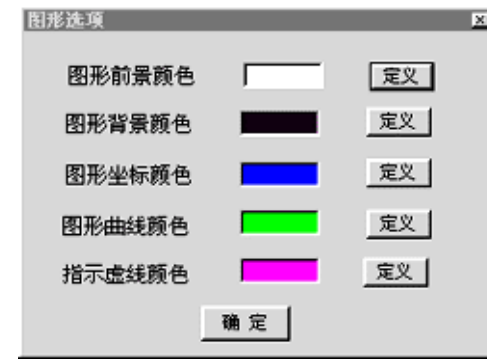 图形选项
图形前景颜色 定义
图形背景颜色 定义
图形坐标颜色 定义
图形曲线颜色 定义
指示虚线颜色 定义
确 定